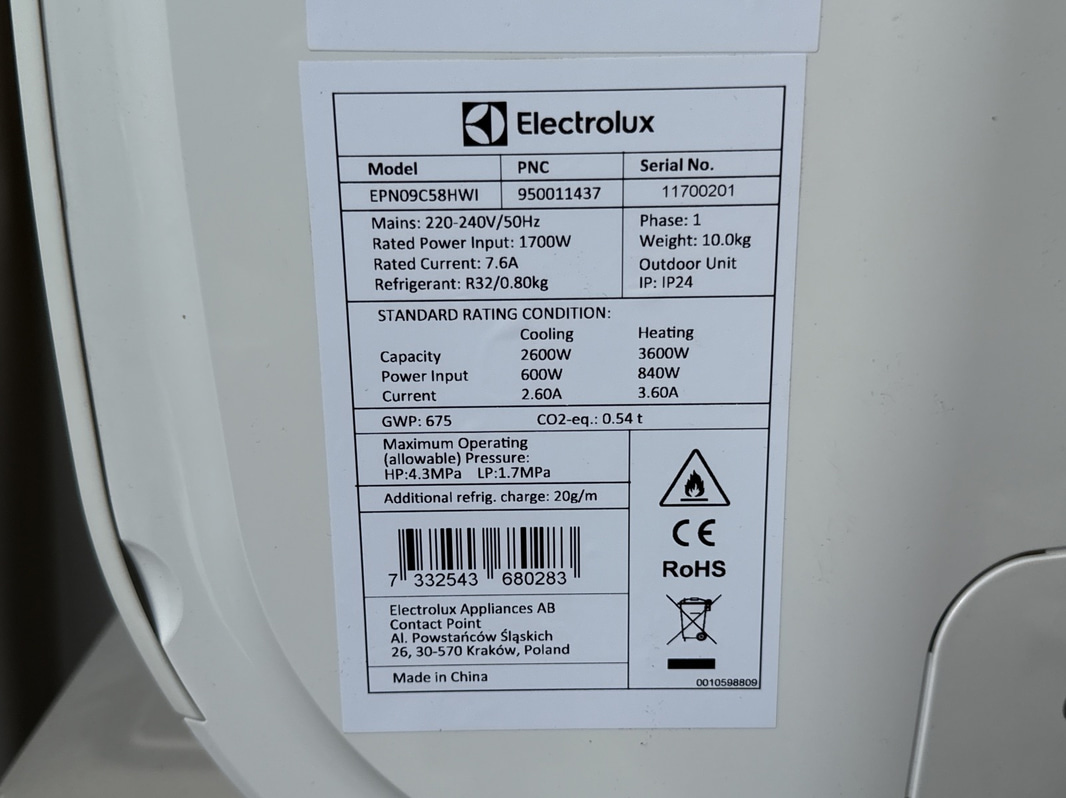 Electrolux
Model PNC Serial No.
EPN09C58HWI 950011437 11700201
Mains: 220-240V/50Hz Phase: 1
Rated Power Input: 1700W Weight: 10.0kg
Rated Current: 7.6A Outdoor Unit
Refrigerant: R32/0.80kg IP: IP24
STANDARD RATING CONDITION:
Cooling Heating
Capacity 2600W 3600W
Power Input 600W 840W
Current 2.60A 3.60A
GWP: 675 CO2-eq.: 0.54 t
Maximum Operating
(allowable) Pressure:
HP:4.3MPa LP:1.7MPa
Additional refrig. charge: 20g/m
7 332543 680283
Electrolux Appliances AB
Contact Point
Al. Powstańców Śląskich
26, 30-570 Kraków, Poland
Made in China
CE
RoHS
0010598809